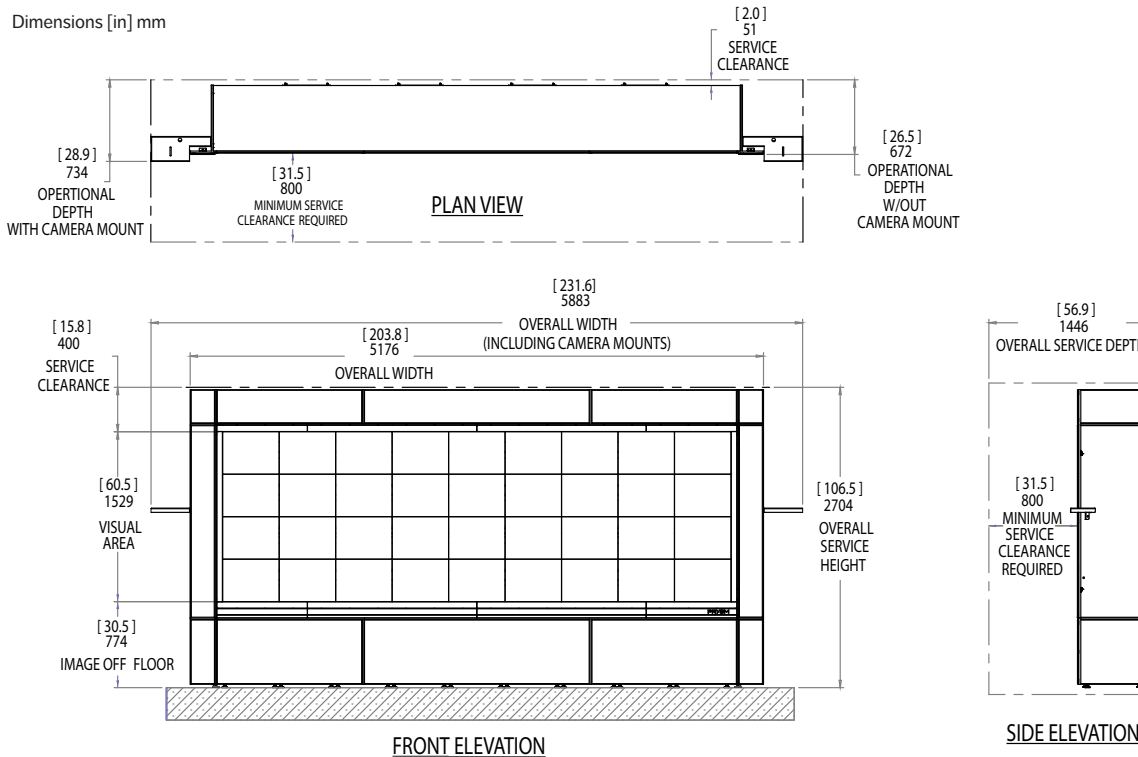 Dimensions [in] mm
[ 2.0 ]
51
SERVICE
CLEARANCE
[ 28.9 ]
734
OPERTIONAL
DEPTH
WITH CAMERA MOUNT
[ 31.5 ]
800
MINIMUM SERVICE
CLEARANCE REQUIRED
PLAN VIEW
[ 26.5 ]
672
OPERATIONAL
DEPTH
W/OUT
CAMERA MOUNT
[ 231.6]
5883
OVERALL WIDTH
(INCLUDING CAMERA MOUNTS)
[ 203.8 ]
5176
OVERALL WIDTH
[ 15.8 ]
400
SERVICE
CLEARANCE
[ 60.5 ]
1529
VISUAL
AREA
[ 30.5 ]
774
IMAGE OFF FLOOR
[ 106.5 ]
2704
OVERALL
SERVICE
HEIGHT
PRYSM
FRONT ELEVATION
[ 56.9 ]
1446
OVERALL SERVICE DEPTH
[ 31.5 ]
800
MINIMUM
SERVICE
CLEARANCE
REQUIRED
SIDE ELEVATION